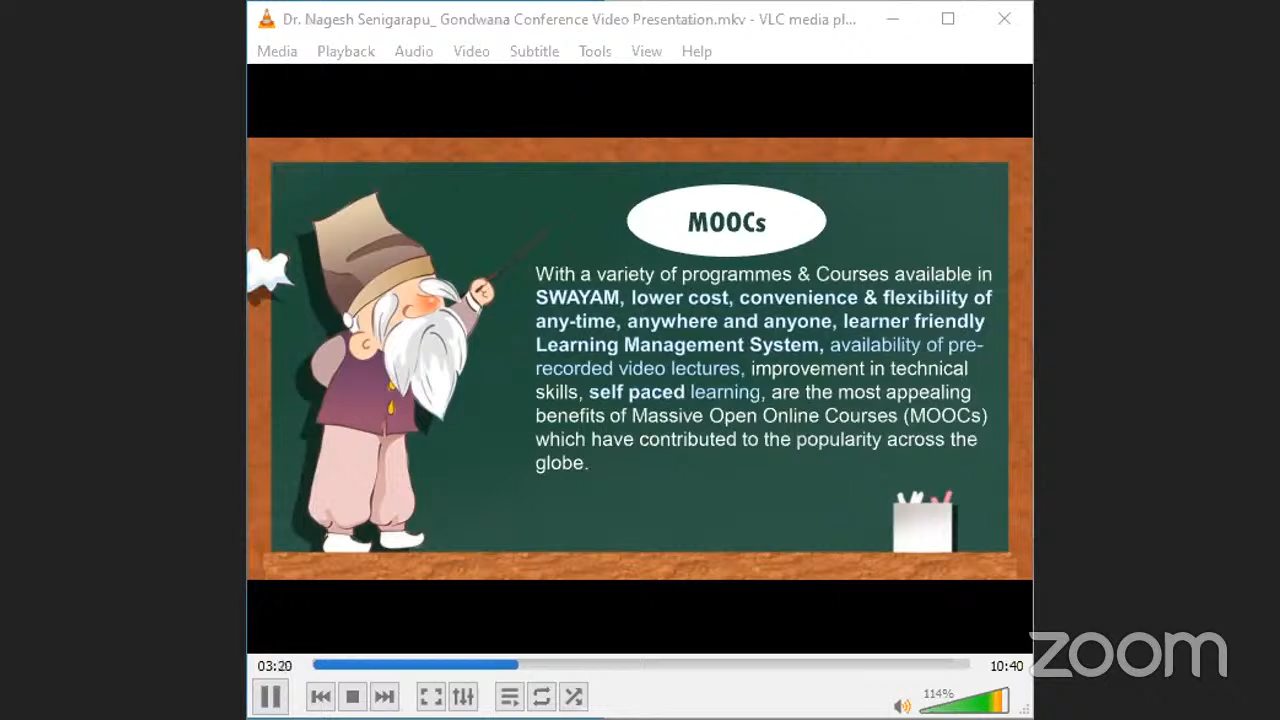 Dr. Nagesh Senigarapu_ Gondwana Conference Video Presentation.mkv - VLC media pl...
Media Playback Audio Video Subtitle Tools View Help
MOOCs
With a variety of programmes & Courses available in
SWAYAM, lower cost, convenience & flexibility of
any-time, anywhere and anyone, learner friendly
Learning Management System, availability of pre-
recorded video lectures, improvement in technical
skills, self paced learning, are the most appealing
benefits of Massive Open Online Courses (MOOCs)
which have contributed to the popularity across the
globe.
03:20
10:40
114%
zoom